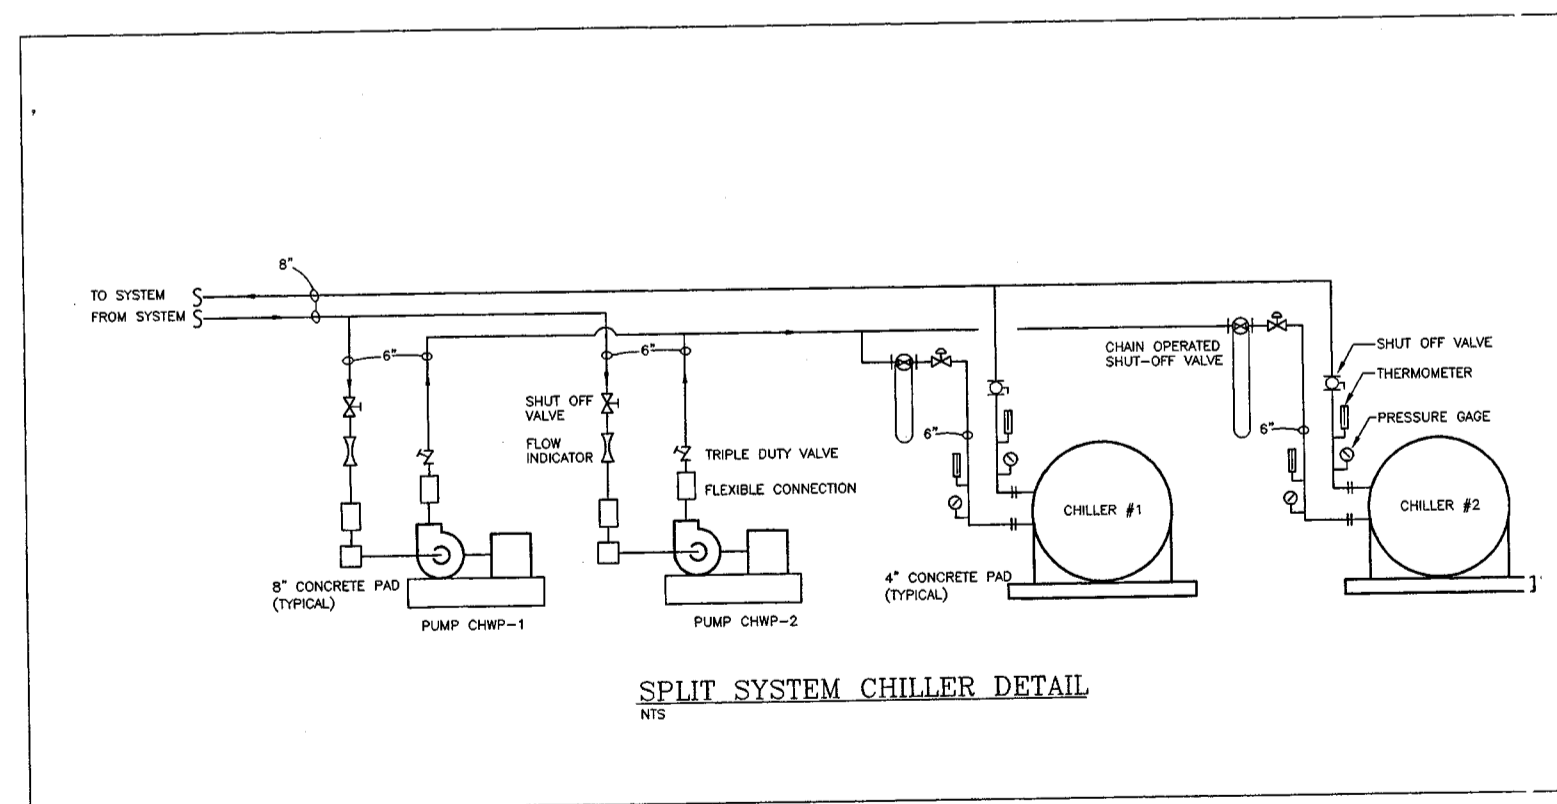 8"
TO SYSTEM
FROM SYSTEM
6"
6"
CHAIN OPERATED
SHUT-OFF VALVE
SHUT OFF VALVE
THERMOMETER
PRESSURE GAGE
SHUT OFF
VALVE
FLOW
INDICATOR
TRIPLE DUTY VALVE
FLEXIBLE CONNECTION
6"
6"
CHILLER #1
CHILLER #2
8" CONCRETE PAD
(TYPICAL)
4" CONCRETE PAD
(TYPICAL)
PUMP CHWP-1
PUMP CHWP-2
SPLIT SYSTEM CHILLER DETAIL
NTS